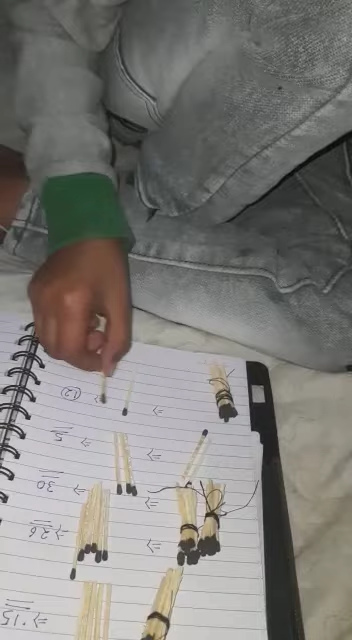 (12) ⇒
5 ⇒ ⇒
30 ⇒ ⇒
26 ⇒ ⇒
⇒ 15